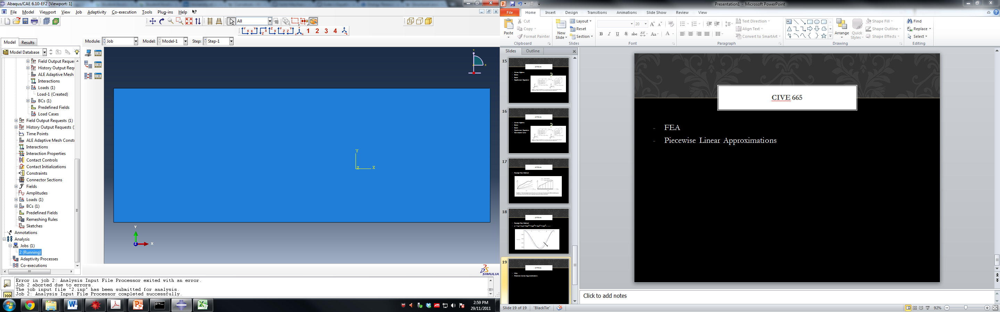 Abaqus/CAE 6.10-EF2 [Viewport: 1]
File Model Viewport View Job Adaptivity Co-execution Tools Plug-ins Help
All
1 2 3 4
Model Results
Module: Job Model: Model-1 Step: Step-1
Model Database
Field Output Reques
History Output Req
ALE Adaptive Mesh
Interactions
Loads (1)
Load-1 (Created)
BCs (1)
Predefined Fields
Load Cases
Field Output Requests (1)
History Output Requests (
Time Points
ALE Adaptive Mesh Constr
Interactions
Interaction Properties
Contact Controls
Contact Initializations
Constraints
Connector Sections
Fields
Amplitudes
Loads (1)
BCs (1)
Predefined Fields
Remeshing Rules
Sketches
Annotations
Analysis
Jobs (1)
2 (Running)
Adaptivity Processes
Co-executions
Y
X
Y
Z X
Y
Z X
SIMULIA
Error in job 2: Analysis Input File Processor exited with an error.
Job 2 aborted due to errors.
The job input file "2.inp" has been submitted for analysis.
Job 2: Analysis Input File Processor completed successfully.
2:59 PM
29/11/2011
Presentation1 - Microsoft PowerPoint
File Home Insert Design Transitions Animations Slide Show Review View
Paste
Cut
Copy
Format Painter
Clipboard
New Slide
Layout
Reset
Section
Slides
20
B I U S abc AV Aa A
Font
Text Direction
Align Text
Convert to SmartArt
Paragraph
Arrange
Quick Styles
Shape Fill
Shape Outline
Shape Effects
Drawing
Find
Replace
Select
Editing
Slides Outline
15
16
17
18
19
CIVE 665
- FEA
- Piecewise Linear Approximations
Click to add notes
Slide 19 of 19 "BlackTie" 92%